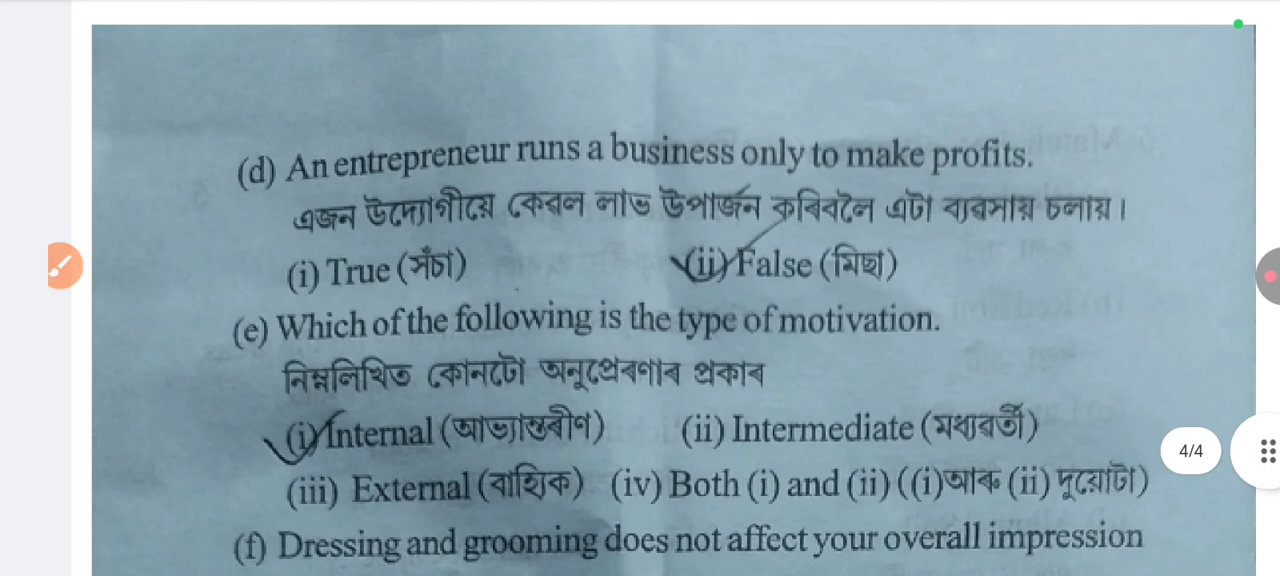 (d) An entrepreneur runs a business only to make profits.
এজন উদ্যোগীয়ে কেৱল লাভ উপাৰ্জন কৰিবলৈ এটা ব্যৱসায় চলায়।
(i) True (সঁচা) (ii) False (মিছা)
(e) Which of the following is the type of motivation.
নিম্নলিখিত কোনটো অনুপ্ৰেৰণাৰ প্ৰকাৰ
(i) Internal (আভ্যান্তৰীণ) (ii) Intermediate (মধ্যৱৰ্তী)
(iii) External (বাহ্যিক) (iv) Both (i) and (ii) ((i)আৰু (ii) দুয়োটা)
4/4
(f) Dressing and grooming does not affect your overall impression